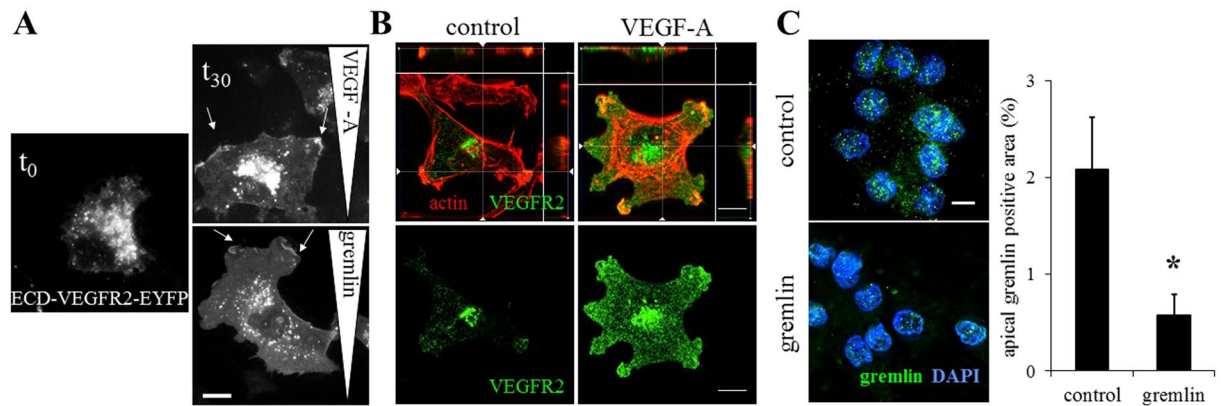 A
t0
ECD-VEGFR2-EYFP
t30
VEGF-A
gremlin
B
control
VEGF-A
actin
VEGFR2
VEGFR2
C
control
gremlin
gremlin DAPI
apical gremlin positive area (%)
3
2
1
0
*
control
gremlin